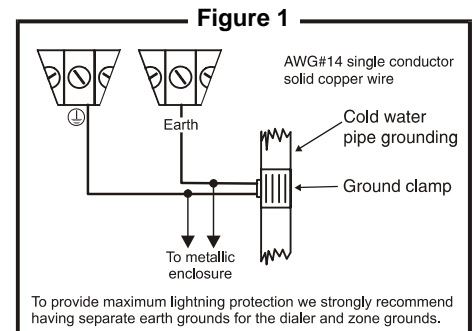 Figure 1
AWG#14 single conductor
solid copper wire
Earth
Cold water
pipe grounding
Ground clamp
To metallic
enclosure
To provide maximum lightning protection we strongly recommend
having separate earth grounds for the dialer and zone grounds.